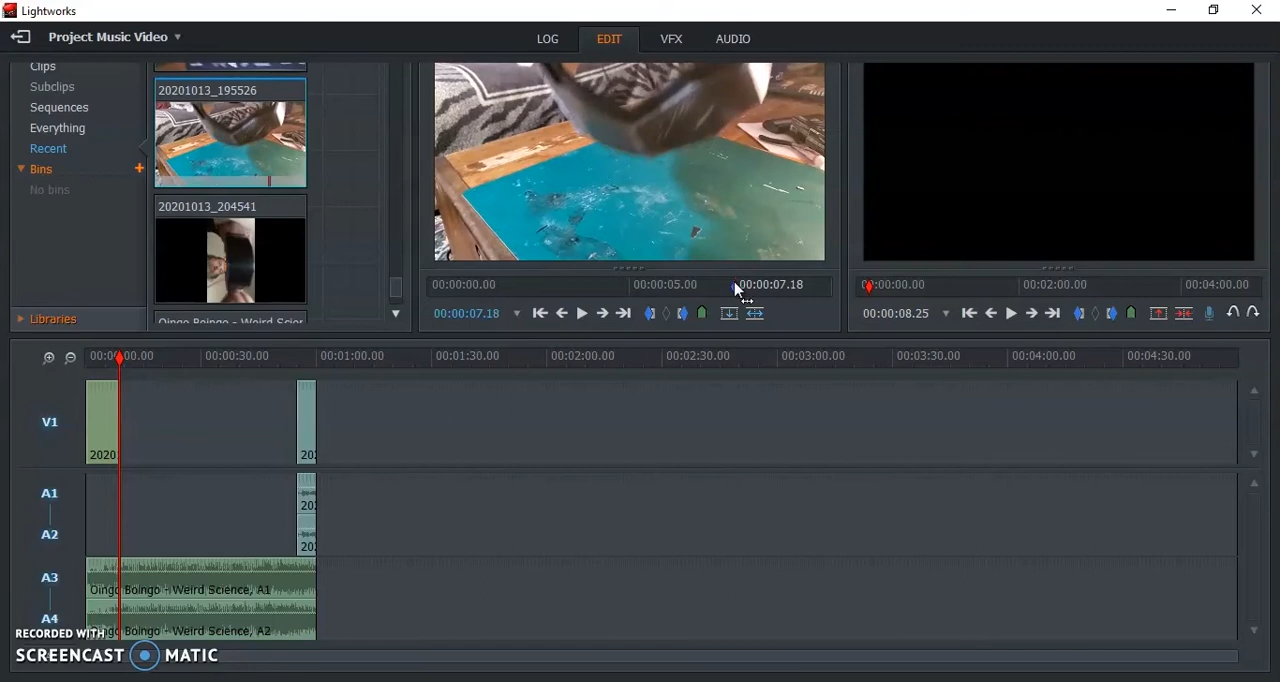 Lightworks
Project Music Video
LOG EDIT VFX AUDIO
Clips
Subclips
Sequences
Everything
Recent
Bins +
No bins
Libraries
20201013_195526
20201013_204541
Oingo Boingo - Weird Scier
00:00:00.00 00:00:05.00 00:00:07.18
00:00:07.18
00:00:00.00 00:02:00.00 00:04:00.00
00:00:08.25
00:00:00.00 00:00:30.00 00:01:00.00 00:01:30.00 00:02:00.00 00:02:30.00 00:03:00.00 00:03:30.00 00:04:00.00 00:04:30.00
V1
2020 202
A1
202
A2
202
A3
Oingo Boingo - Weird Science, A1
A4
Boingo - Weird Science, A2
RECORDED WITH
SCREENCAST MATIC